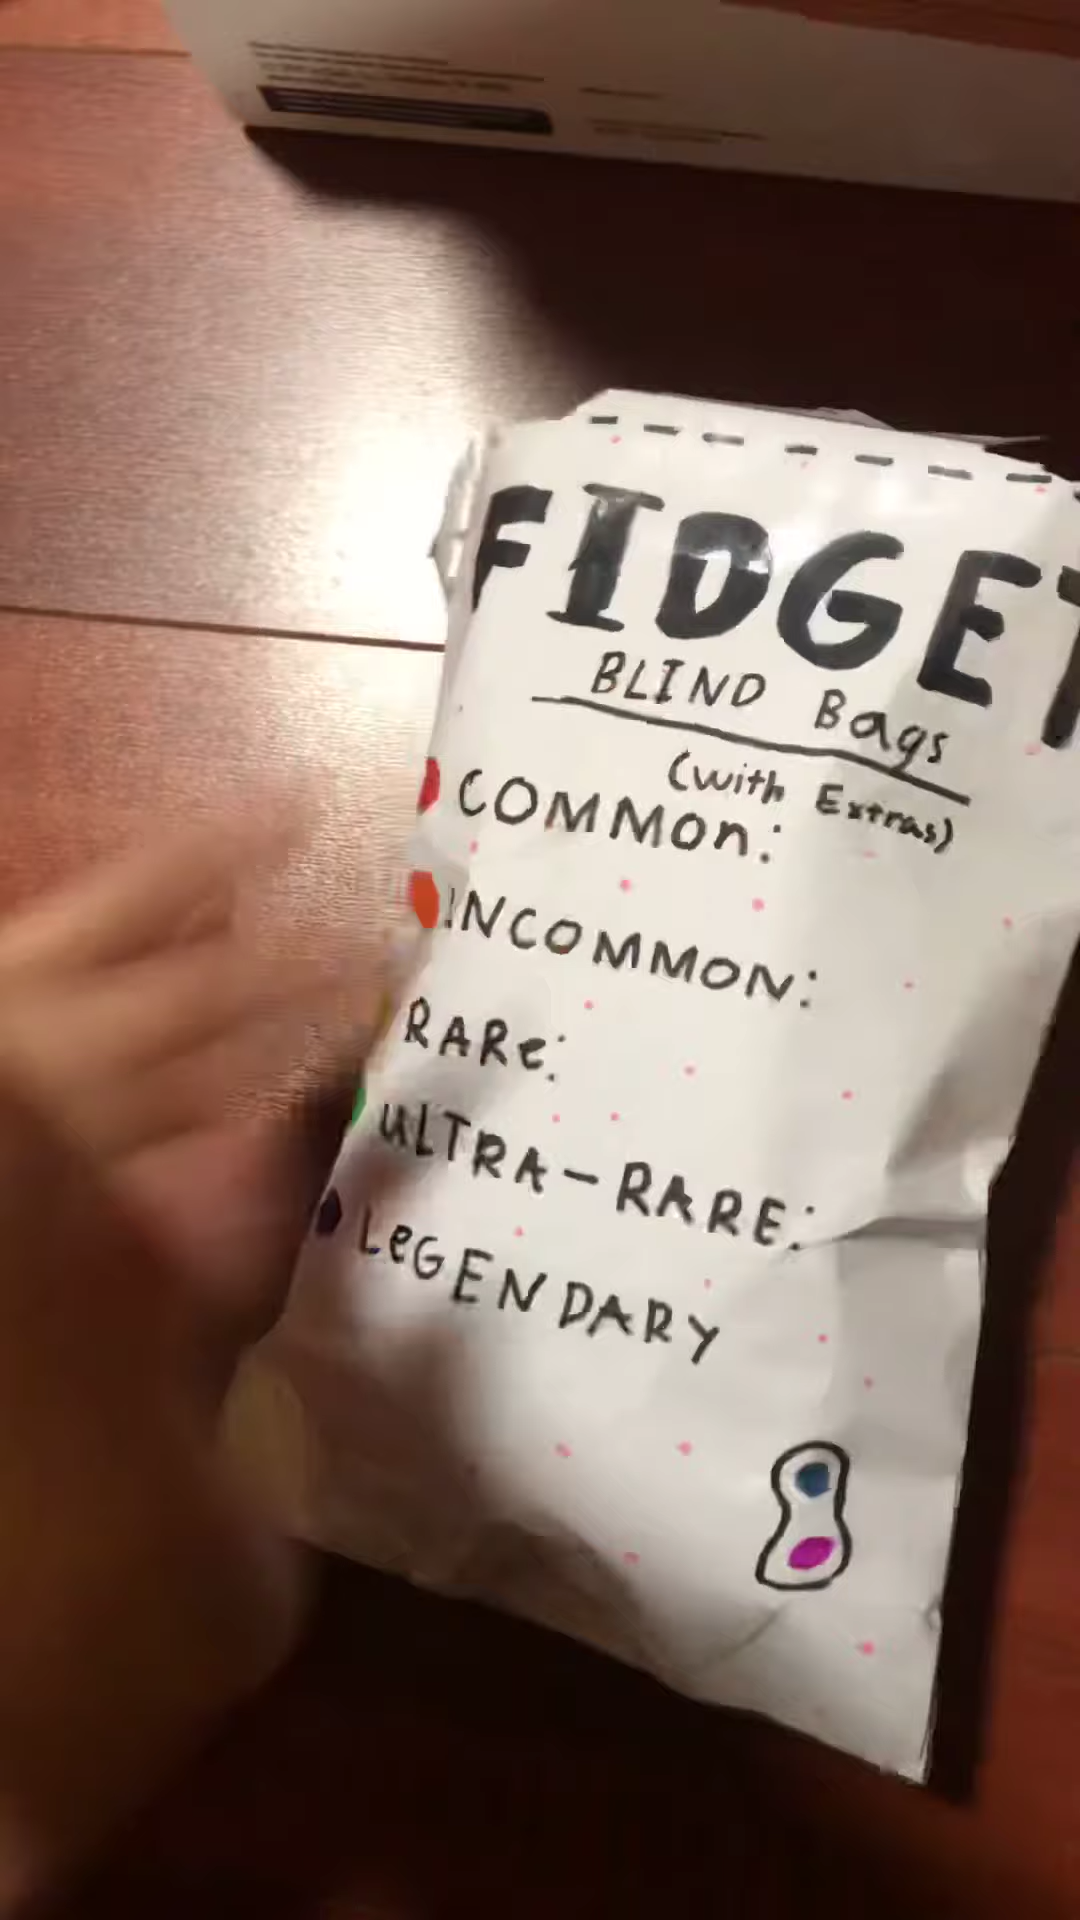 FIDGET
BLIND Bags
(with Extras)
COMMon:
INCOMMON:
RARe:
ULTRA-RARE:
LeGENDARY